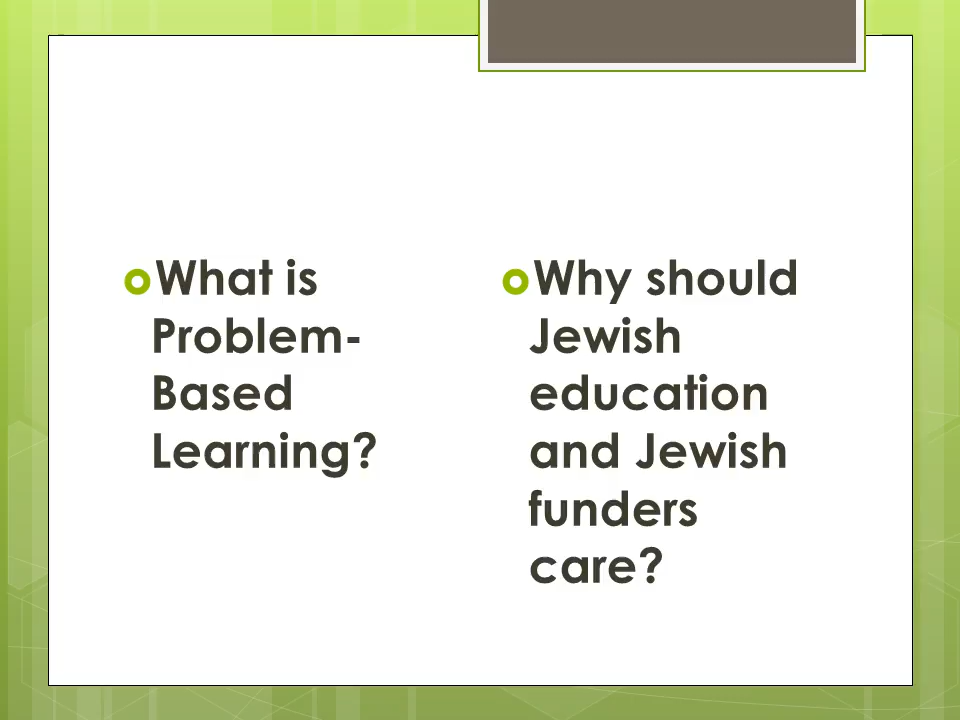 What is
Problem-
Based
Learning?
Why should
Jewish
education
and Jewish
funders
care?